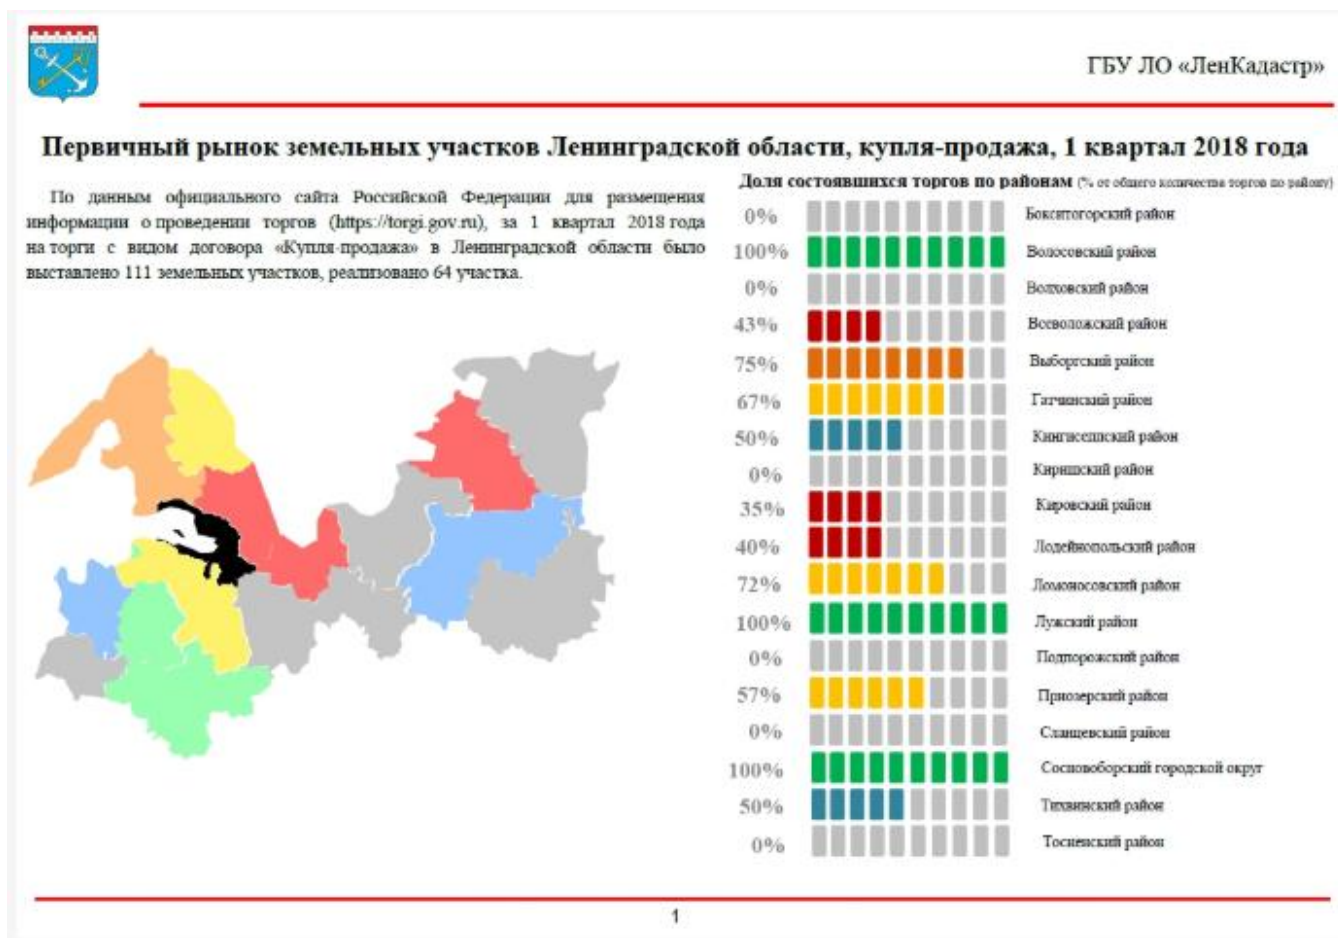 ГБУ ЛО «ЛенКадастр»
Первичный рынок земельных участков Ленинградской области, купля-продажа, 1 квартал 2018 года
По данным официального сайта Российской Федерации для размещения
информации о проведении торгов (https://torgi.gov.ru), за 1 квартал 2018 года
на торги с видом договора «Купля-продажа» в Ленинградской области было
выставлено 111 земельных участков, реализовано 64 участка.
Доля состоявшихся торгов по районам (% от общего количества торгов по району)
0% Бокситогорский район
100% Волосовский район
0% Волховский район
43% Всеволожский район
75% Выборгский район
67% Гатчинский район
50% Кингисеппский район
0% Киришский район
35% Кировский район
40% Лодейнопольский район
72% Ломоносовский район
100% Лужский район
0% Подпорожский район
57% Приозерский район
0% Сланцевский район
100% Сосновоборский городской округ
50% Тихвинский район
0% Тосненский район
1